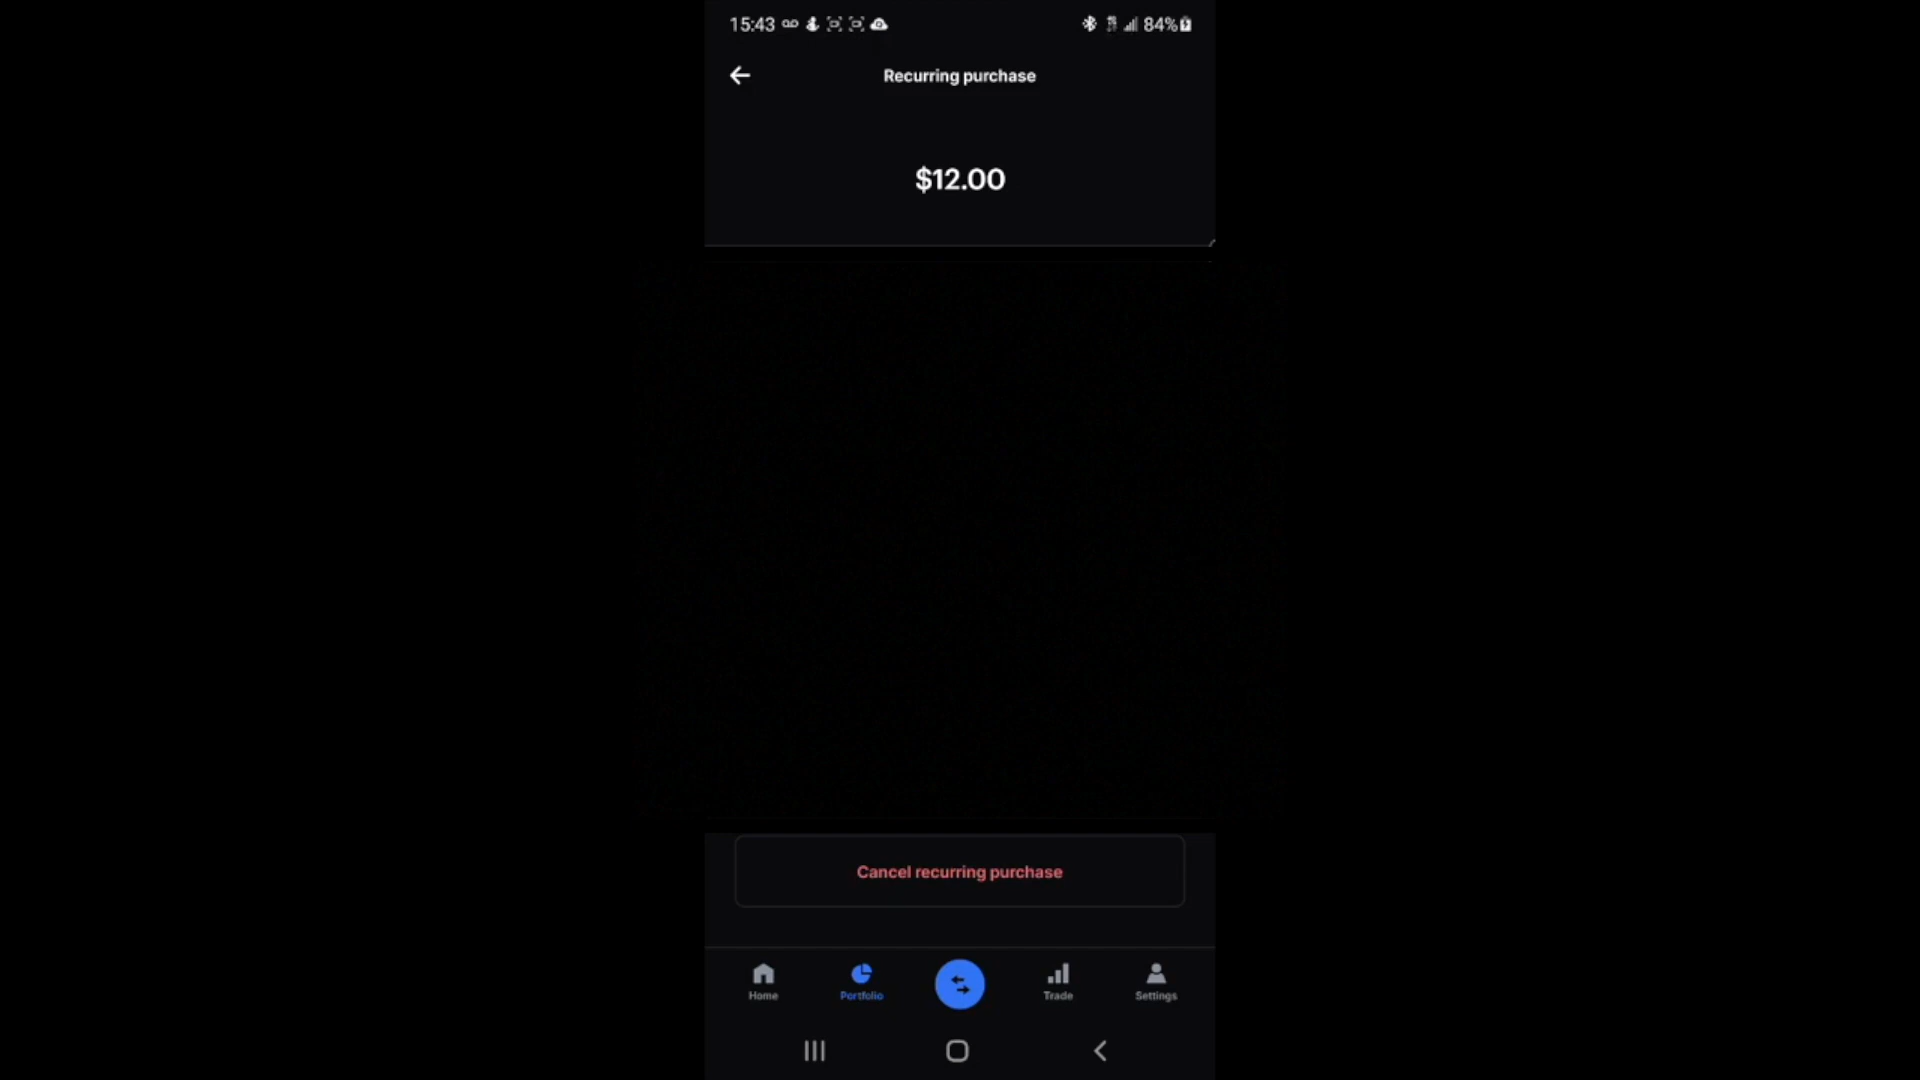 15:43 84%
Recurring purchase
$12.00
Cancel recurring purchase
Home Portfolio Trade Settings